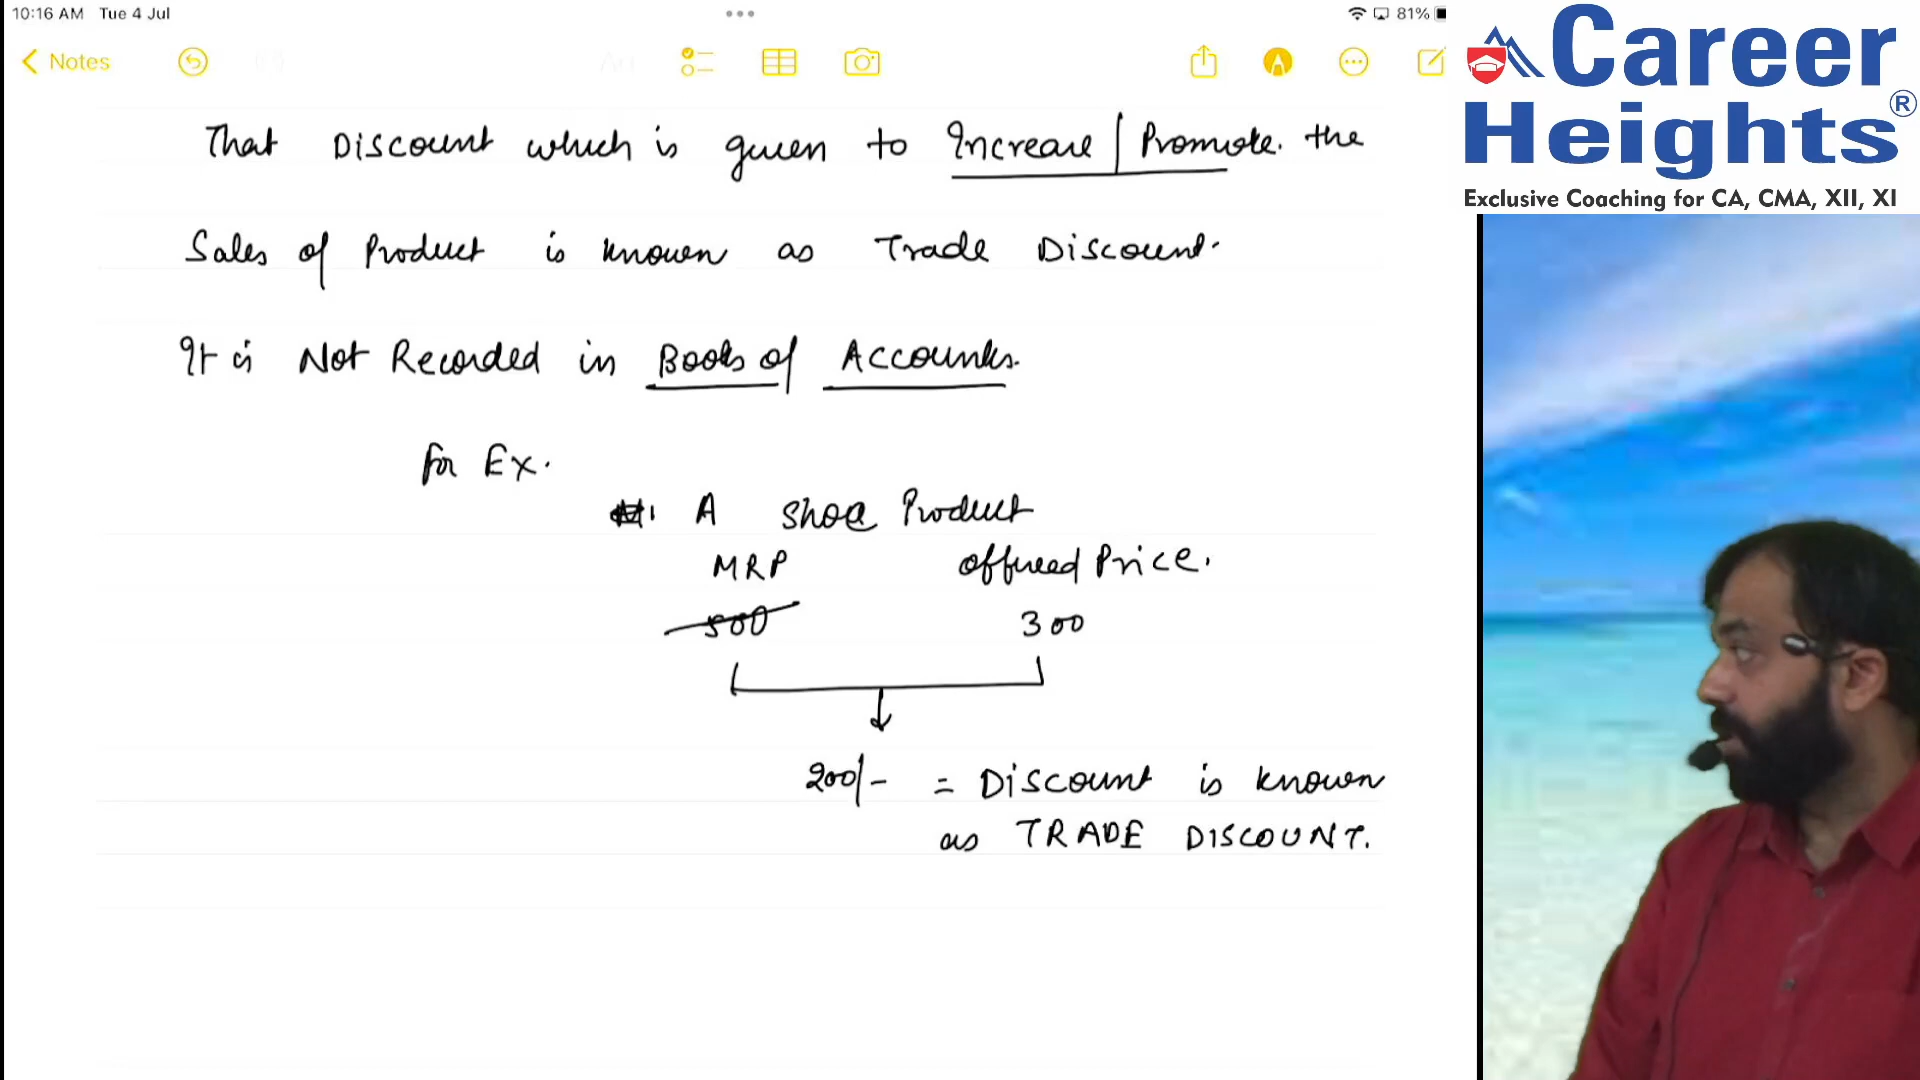 10:16 AM Tue 4 Jul
81%
Notes
Career
Heights®
Exclusive Coaching for CA, CMA, XII, XI
That Discount which is given to Increase | Promote. the
Sales of Product is known as Trade Discount.
It is Not Recorded in Books of Accounts.
for Ex.
A Shoe Product
MRP offered Price.
500 300
200/- = Discount is known
as TRADE DISCOUNT.